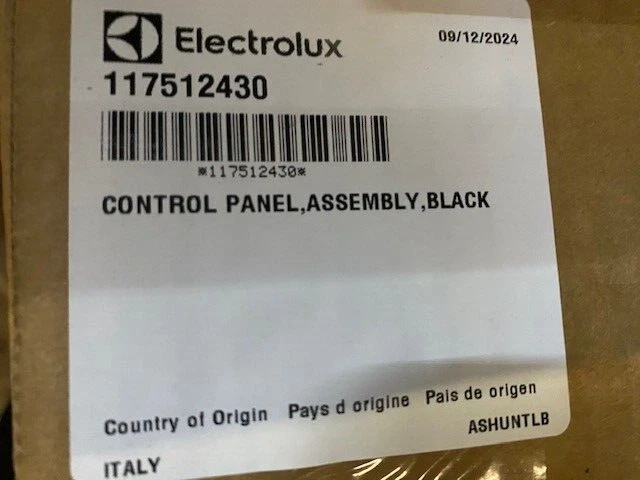 Electrolux 09/12/2024
117512430
*117512430*
CONTROL PANEL,ASSEMBLY,BLACK
Country of Origin Pays d origine Pais de origen
ITALY ASHUNTLB